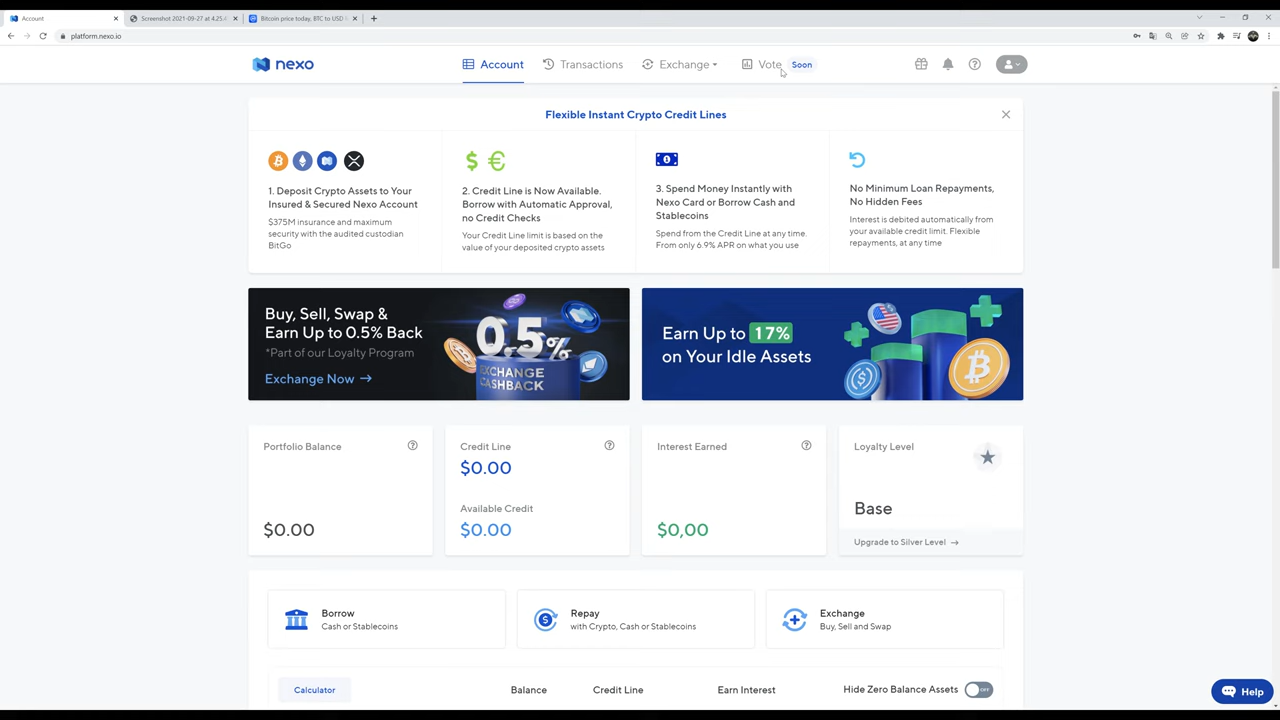 Account
Screenshot 2021-09-27 at 4.25.4
Bitcoin price today, BTC to USD l
platform.nexo.io
nexo
Account
Transactions
Exchange
Vote
Soon
Flexible Instant Crypto Credit Lines
1. Deposit Crypto Assets to Your
Insured & Secured Nexo Account
$375M insurance and maximum
security with the audited custodian
BitGo
2. Credit Line is Now Available.
Borrow with Automatic Approval,
no Credit Checks
Your Credit Line limit is based on the
value of your deposited crypto assets
3. Spend Money Instantly with
Nexo Card or Borrow Cash and
Stablecoins
Spend from the Credit Line at any time.
From only 6.9% APR on what you use
No Minimum Loan Repayments,
No Hidden Fees
Interest is debited automatically from
your available credit limit. Flexible
repayments, at any time
Buy, Sell, Swap &
Earn Up to 0.5% Back
*Part of our Loyalty Program
Exchange Now →
0.5%
EXCHANGE
CASHBACK
Earn Up to 17%
on Your Idle Assets
Portfolio Balance
$0.00
Credit Line
$0.00
Available Credit
$0.00
Interest Earned
$0,00
Loyalty Level
Base
Upgrade to Silver Level →
Borrow
Cash or Stablecoins
Repay
with Crypto, Cash or Stablecoins
Exchange
Buy, Sell and Swap
Calculator
Balance
Credit Line
Earn Interest
Hide Zero Balance Assets
OFF
Help